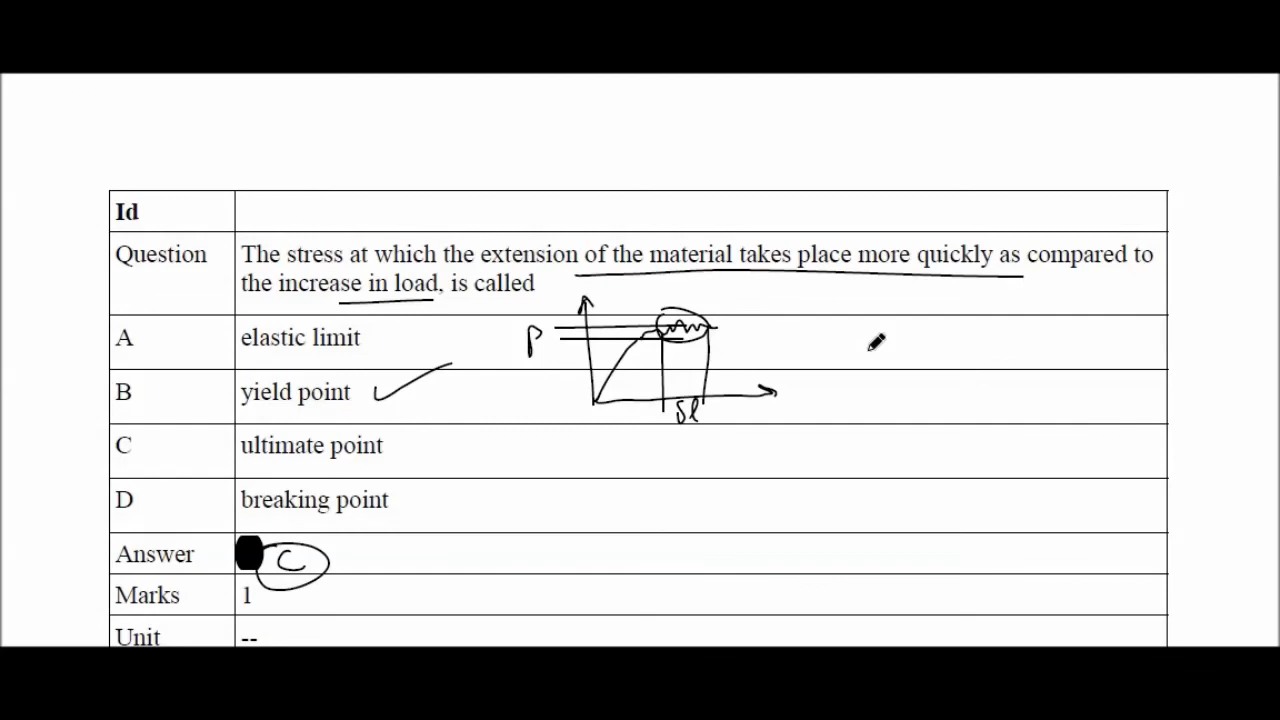 Id
Question
The stress at which the extension of the material takes place more quickly as compared to
the increase in load, is called
A
elastic limit
P
B
yield point
δl
C
ultimate point
D
breaking point
Answer
C
Marks
1
Unit
--